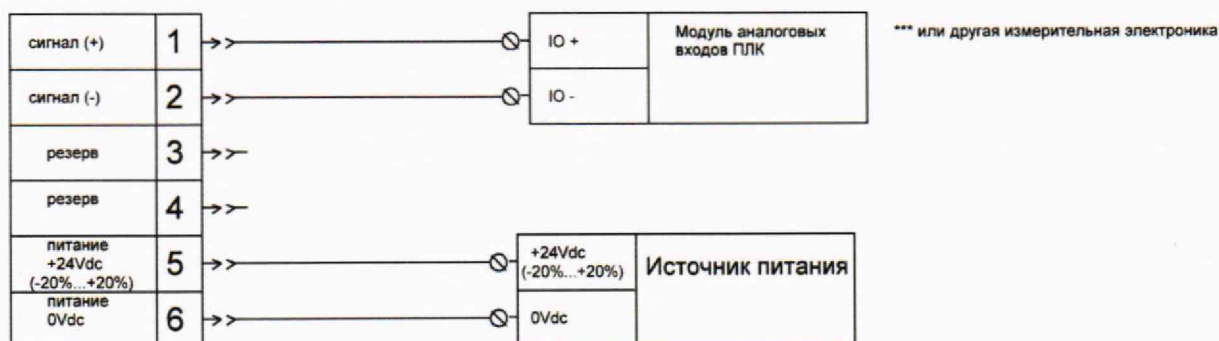 сигнал (+) 1
IO +
Модуль аналоговых
входов ПЛК
*** или другая измерительная электроника
сигнал (-) 2
IO -
резерв 3
резерв 4
питание
+24Vdc
(-20%...+20%)
5
+24Vdc
(-20%...+20%)
Источник питания
питание
0Vdc
6
0Vdc